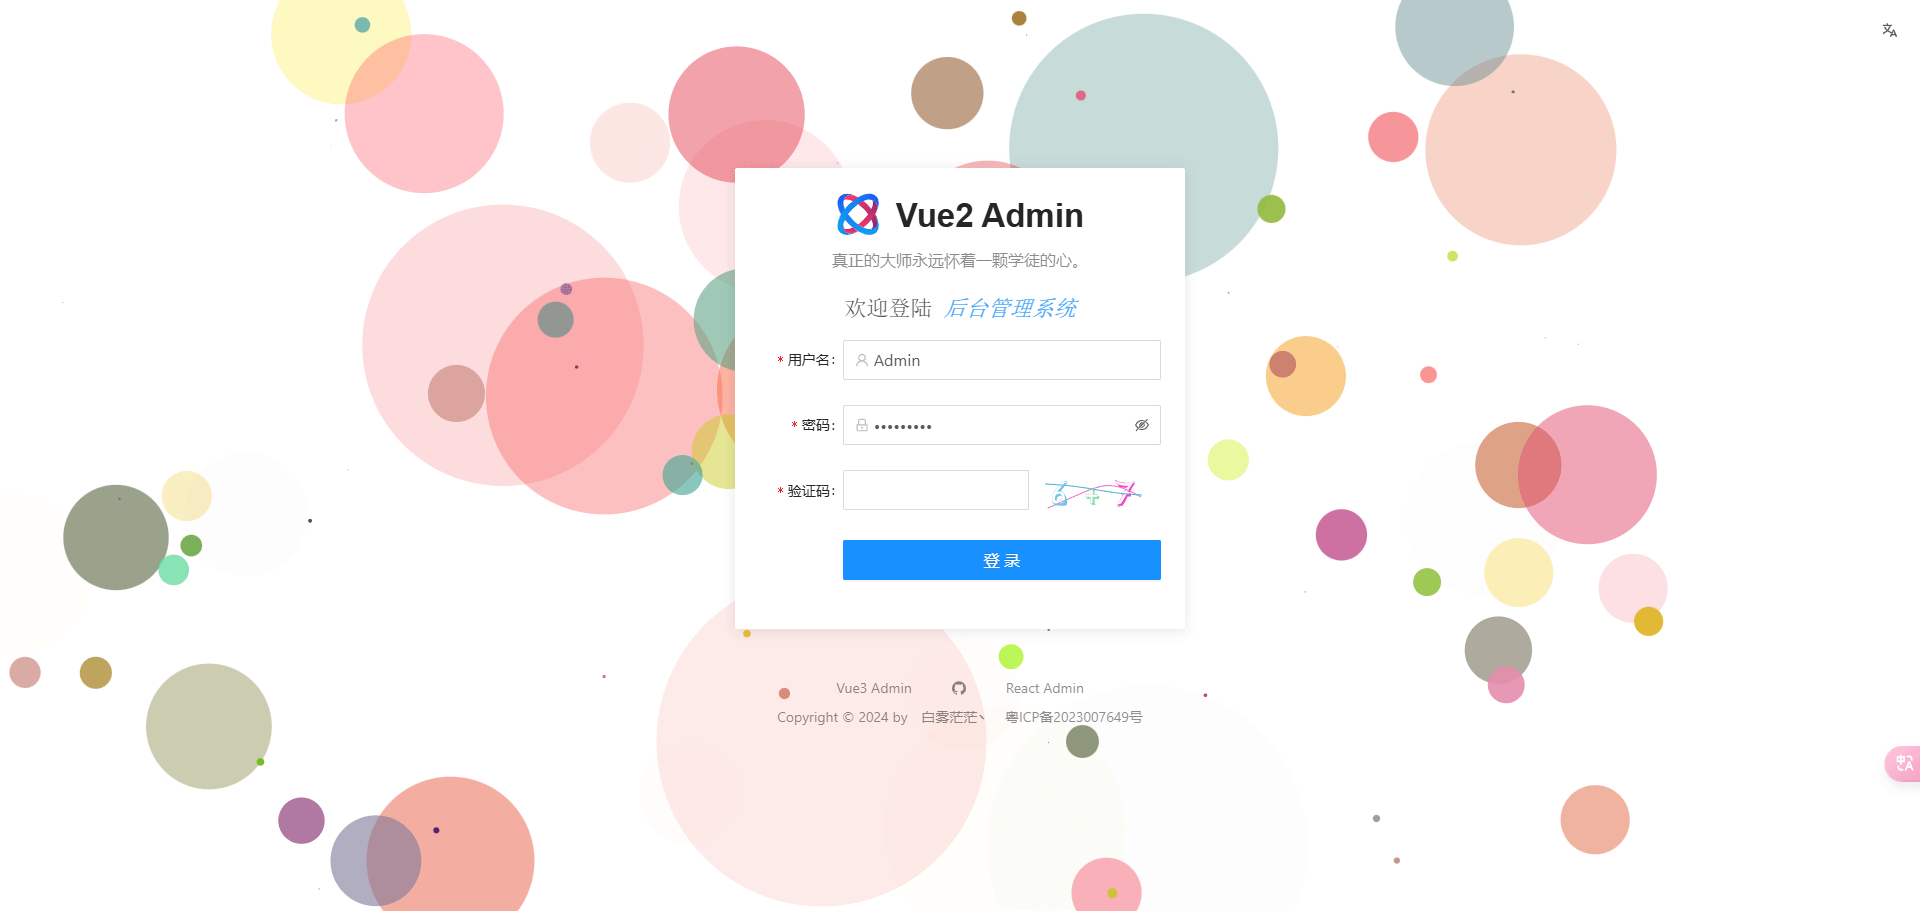 Vue2 Admin
真正的大师永远怀着一颗学徒的心。
欢迎登陆 后台管理系统
* 用户名: Admin
* 密码: •••••••••
* 验证码:
登 录
Vue3 Admin React Admin
Copyright © 2024 by 白雾茫茫丶 粤ICP备2023007649号